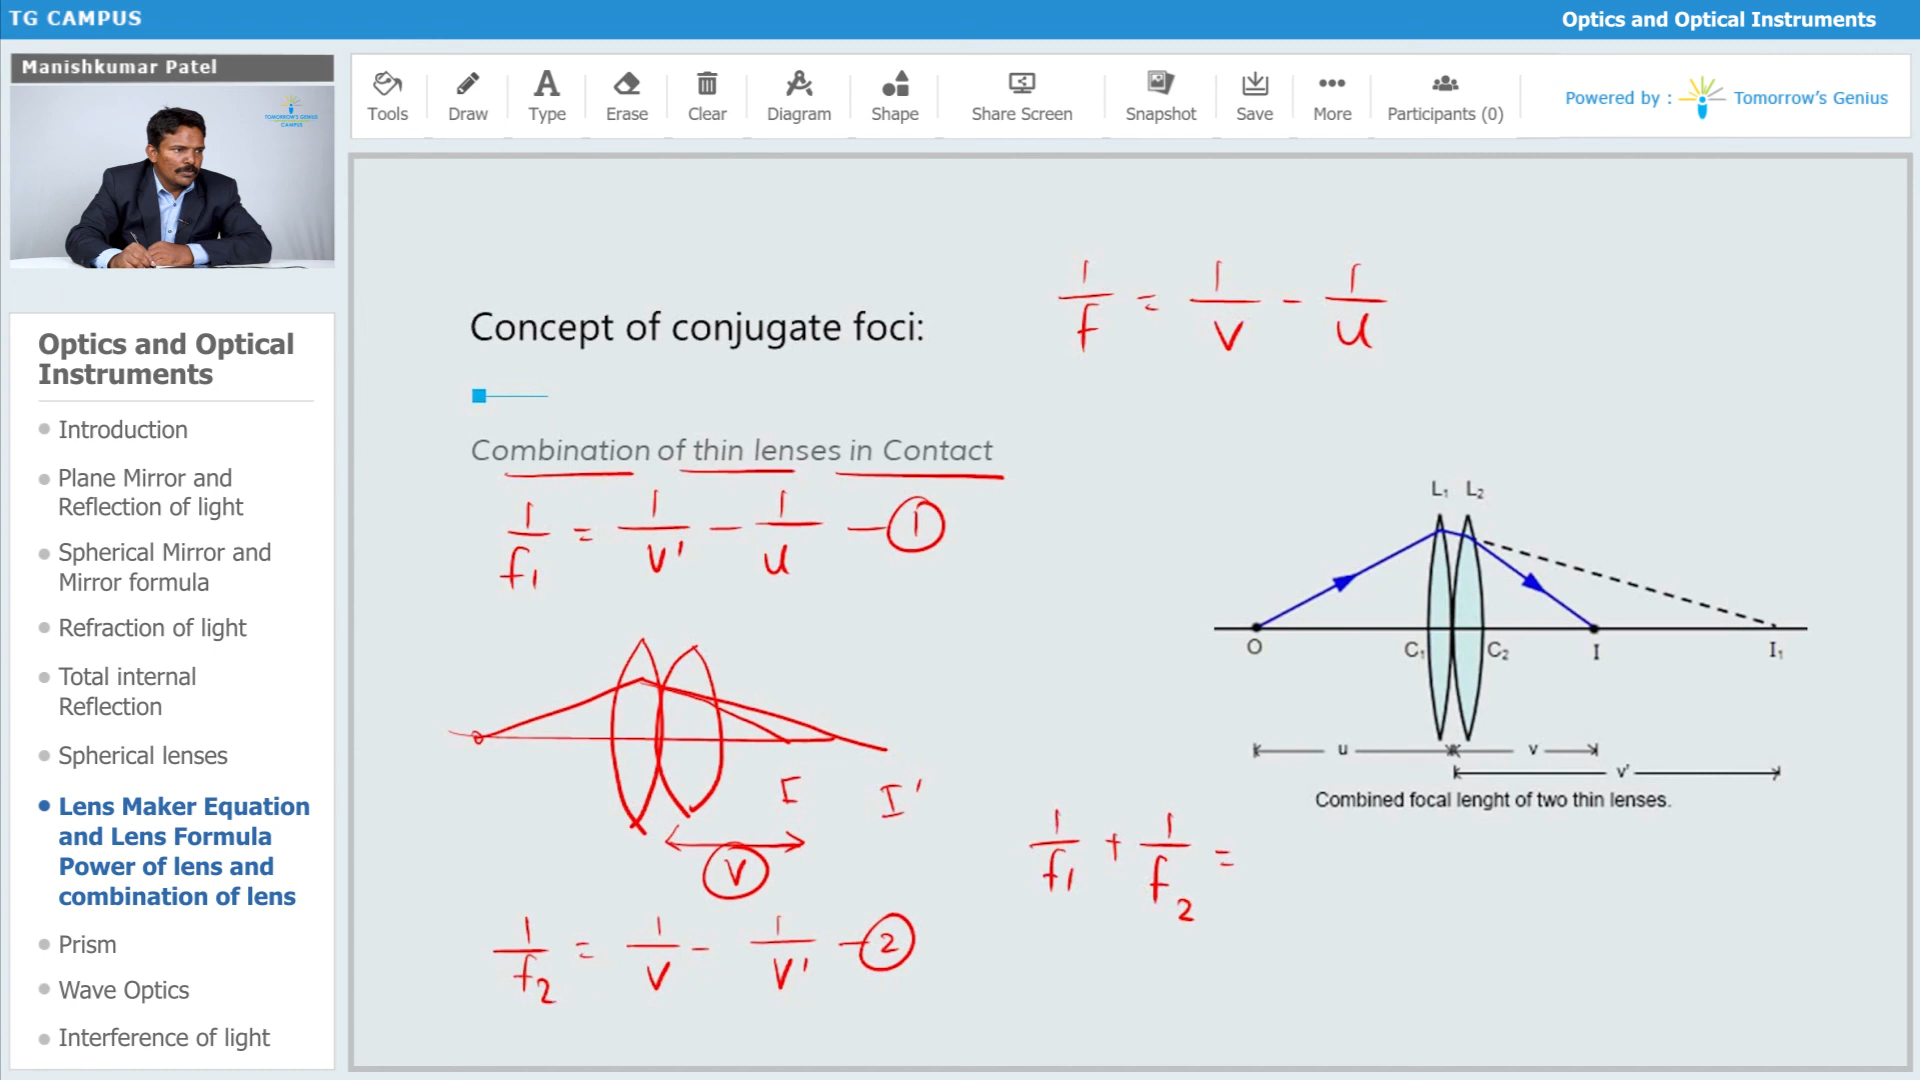 TG CAMPUS
Optics and Optical Instruments
Manishkumar Patel
TOMORROW'S GENIUS
CAMPUS
Tools
Draw
Type
Erase
Clear
Diagram
Shape
Share Screen
Snapshot
Save
More
Participants (0)
Powered by :
Tomorrow's Genius
Optics and Optical
Instruments
Introduction
Plane Mirror and
Reflection of light
Spherical Mirror and
Mirror formula
Refraction of light
Total internal
Reflection
Spherical lenses
Lens Maker Equation
and Lens Formula
Power of lens and
combination of lens
Prism
Wave Optics
Interference of light
1/f = 1/v - 1/u
Concept of conjugate foci:
Combination of thin lenses in Contact
1/f₁ = 1/v' - 1/u - ①
I
I'
V
1/f₂ = 1/v - 1/v' - ②
L₁ L₂
O C₁ C₂ I I₁
u v
v'
Combined focal lenght of two thin lenses.
1/f₁ + 1/f₂ =